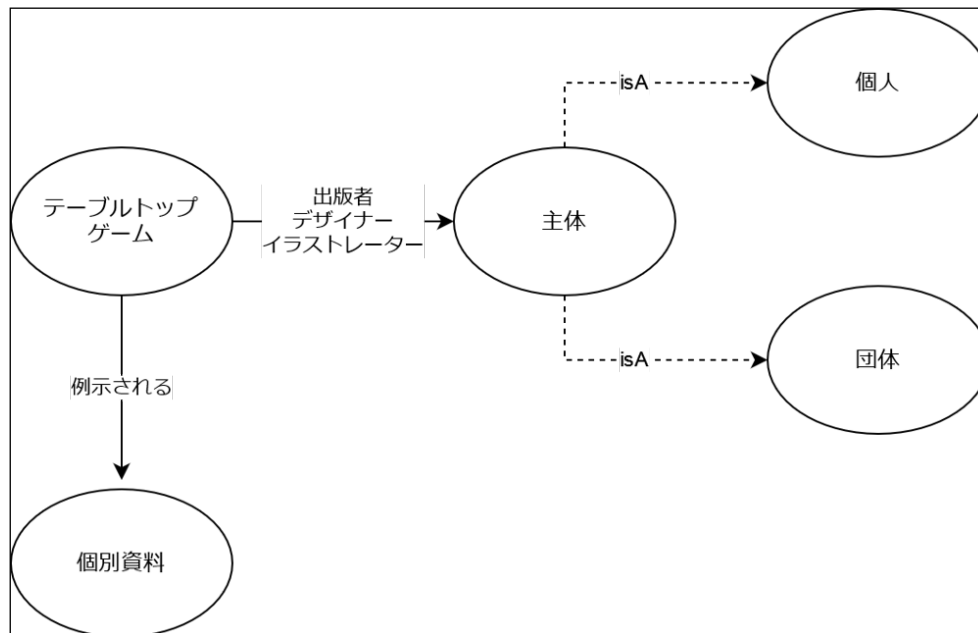 個人
isA
テーブルトップ
ゲーム
出版者
デザイナー
イラストレーター
主体
isA
団体
例示される
個別資料